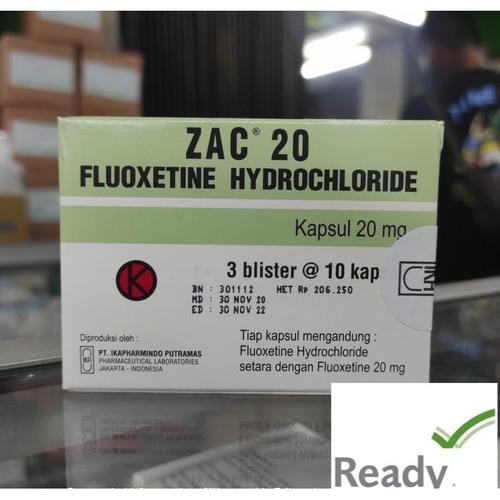 ZAC® 20
FLUOXETINE HYDROCHLORIDE
Kapsul 20 mg
3 blister @ 10 kap
K
BN : 301112 HET Rp 206.250
MD : 30 NOV 20
ED : 30 NOV 22
Diproduksi oleh :
PT. IKAPHARMINDO PUTRAMAS
PHARMACEUTICAL LABORATORIES
JAKARTA - INDONESIA
Tiap kapsul mengandung :
Fluoxetine Hydrochloride
setara dengan Fluoxetine 20 mg
Ready